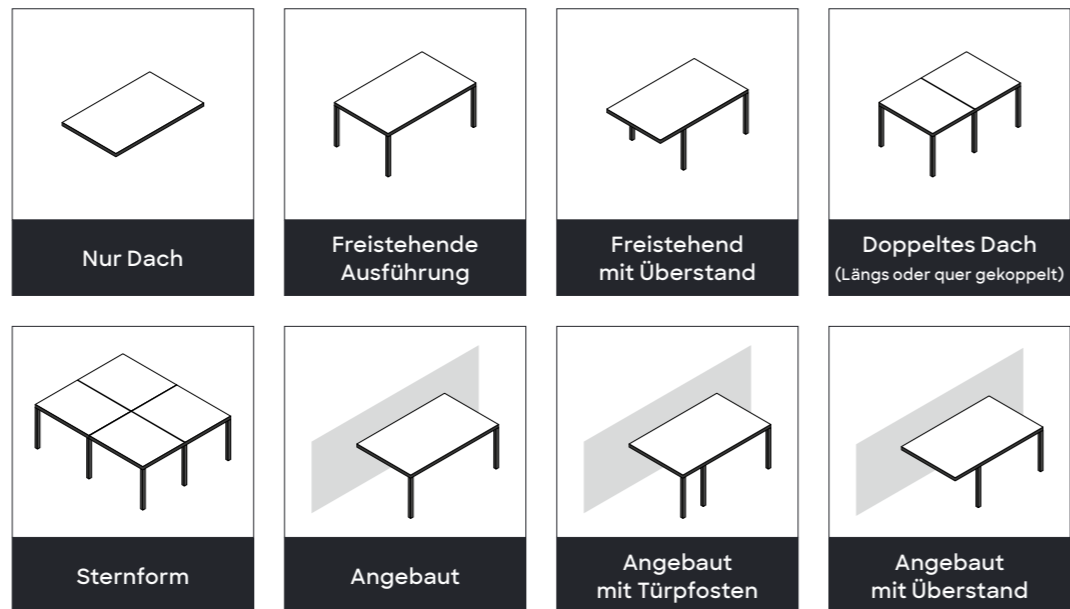 Nur Dach
Freistehende
Ausführung
Freistehend
mit Überstand
Doppeltes Dach
(Längs oder quer gekoppelt)
Sternform
Angebaut
Angebaut
mit Türpfosten
Angebaut
mit Überstand